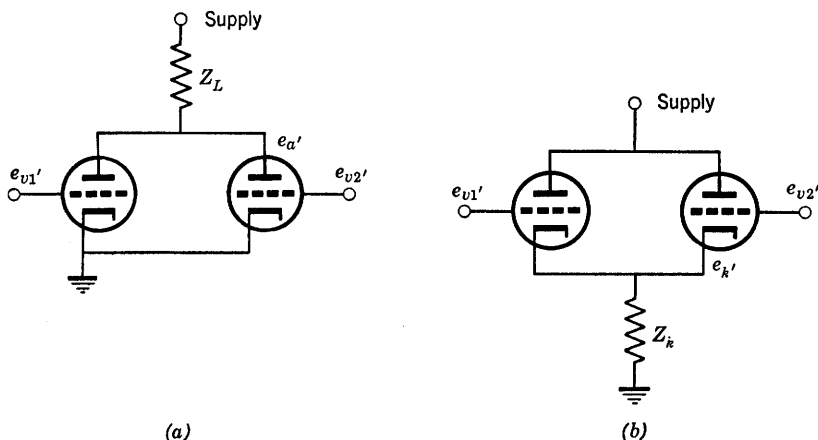 Supply
Z_L
e_a'
e_v1'
e_v2'
Supply
e_v1'
e_v2'
e_k'
Z_k
(a)
(b)